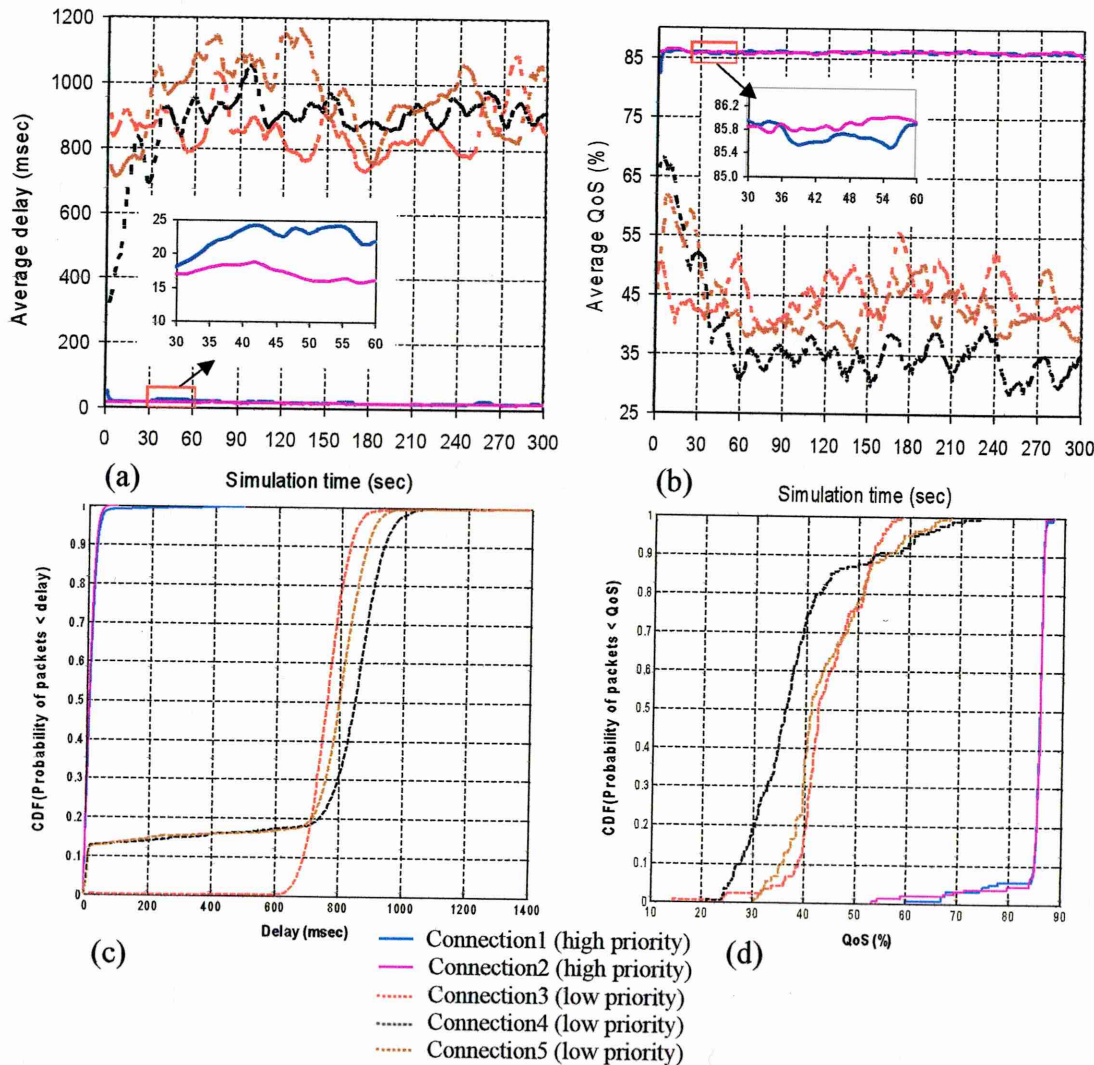 1200
1000
800
600
400
200
0
Average delay (msec)
25
20
15
10
30 35 40 45 50 55 60
0 30 60 90 120 150 180 210 240 270 300
(a)
Simulation time (sec)
85
75
65
55
45
35
25
Average QoS (%)
86.2
85.8
85.4
85.0
30 36 42 48 54 60
0 30 60 90 120 150 180 210 240 270 300
(b)
Simulation time (sec)
1
0.9
0.8
0.7
0.6
0.5
0.4
0.3
0.2
0.1
0
CDF(Probability of packets < delay)
0 200 400 600 800 1000 1200 1400
Delay (msec)
(c)
1
0.9
0.8
0.7
0.6
0.5
0.4
0.3
0.2
0.1
0
CDF(Probability of packets < QoS)
10 20 30 40 50 60 70 80 90
QoS (%)
(d)
Connection1 (high priority)
Connection2 (high priority)
Connection3 (low priority)
Connection4 (low priority)
Connection5 (low priority)